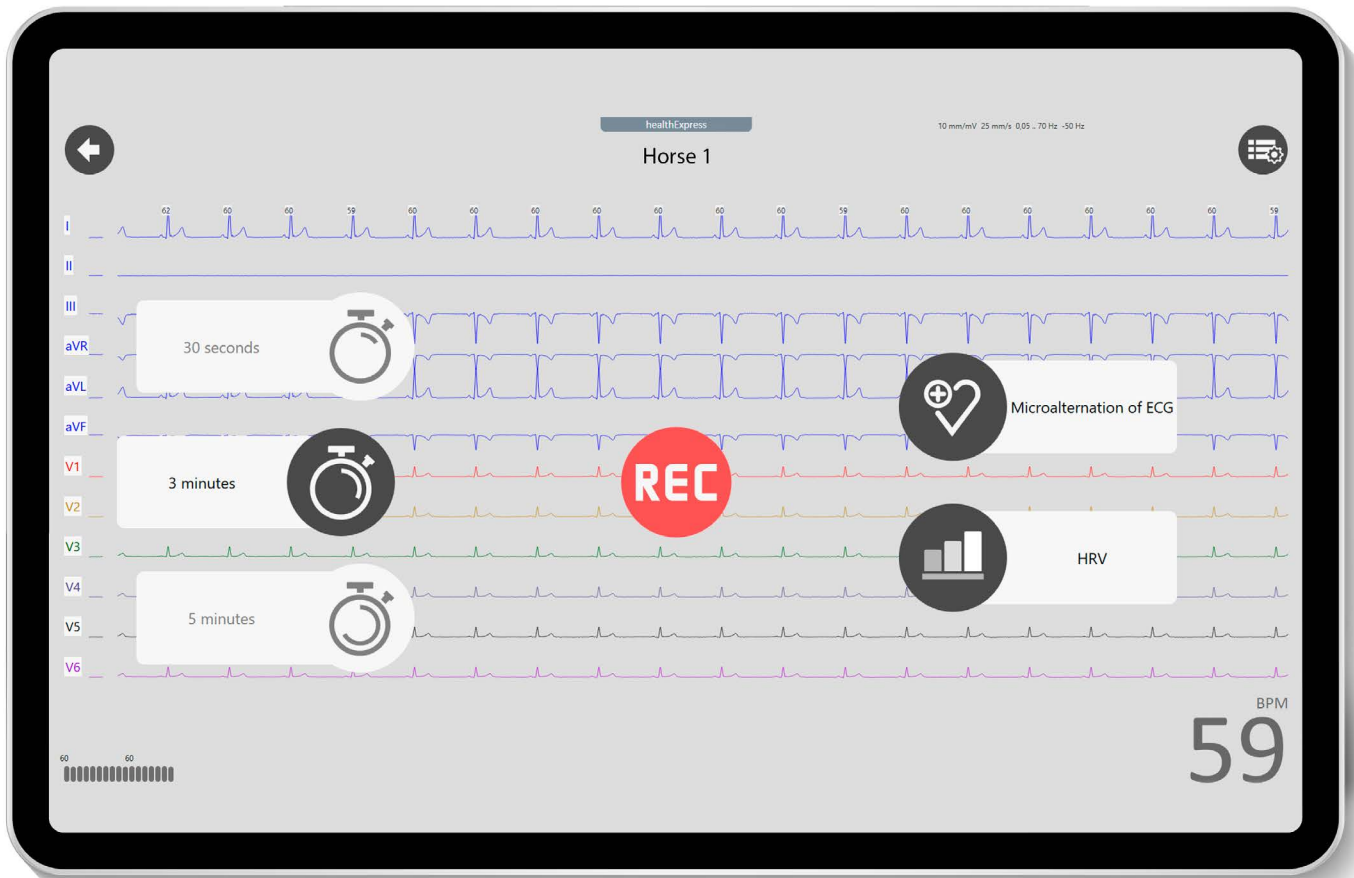 healthExpress
10 mm/mV 25 mm/s 0,05 .. 70 Hz -50 Hz
Horse 1
62 60 60 59 60 60 60 60 60 60 60 59 60 60 60 60 60 60 59
I
II
III
aVR
30 seconds
aVL
Microalternation of ECG
aVF
V1
3 minutes
REC
V2
V3
HRV
V4
V5
5 minutes
V6
BPM
59
60 60